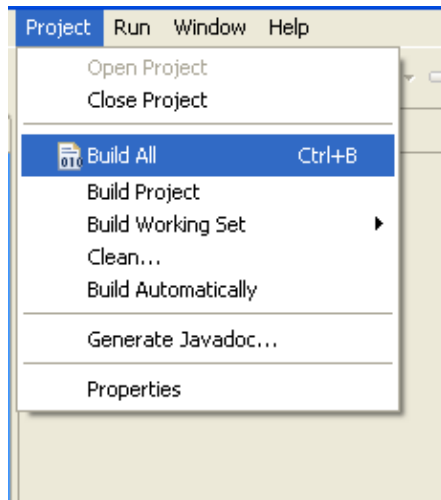 Project Run Window Help
Open Project
Close Project
010 Build All Ctrl+B
Build Project
Build Working Set
Clean...
Build Automatically
Generate Javadoc...
Properties